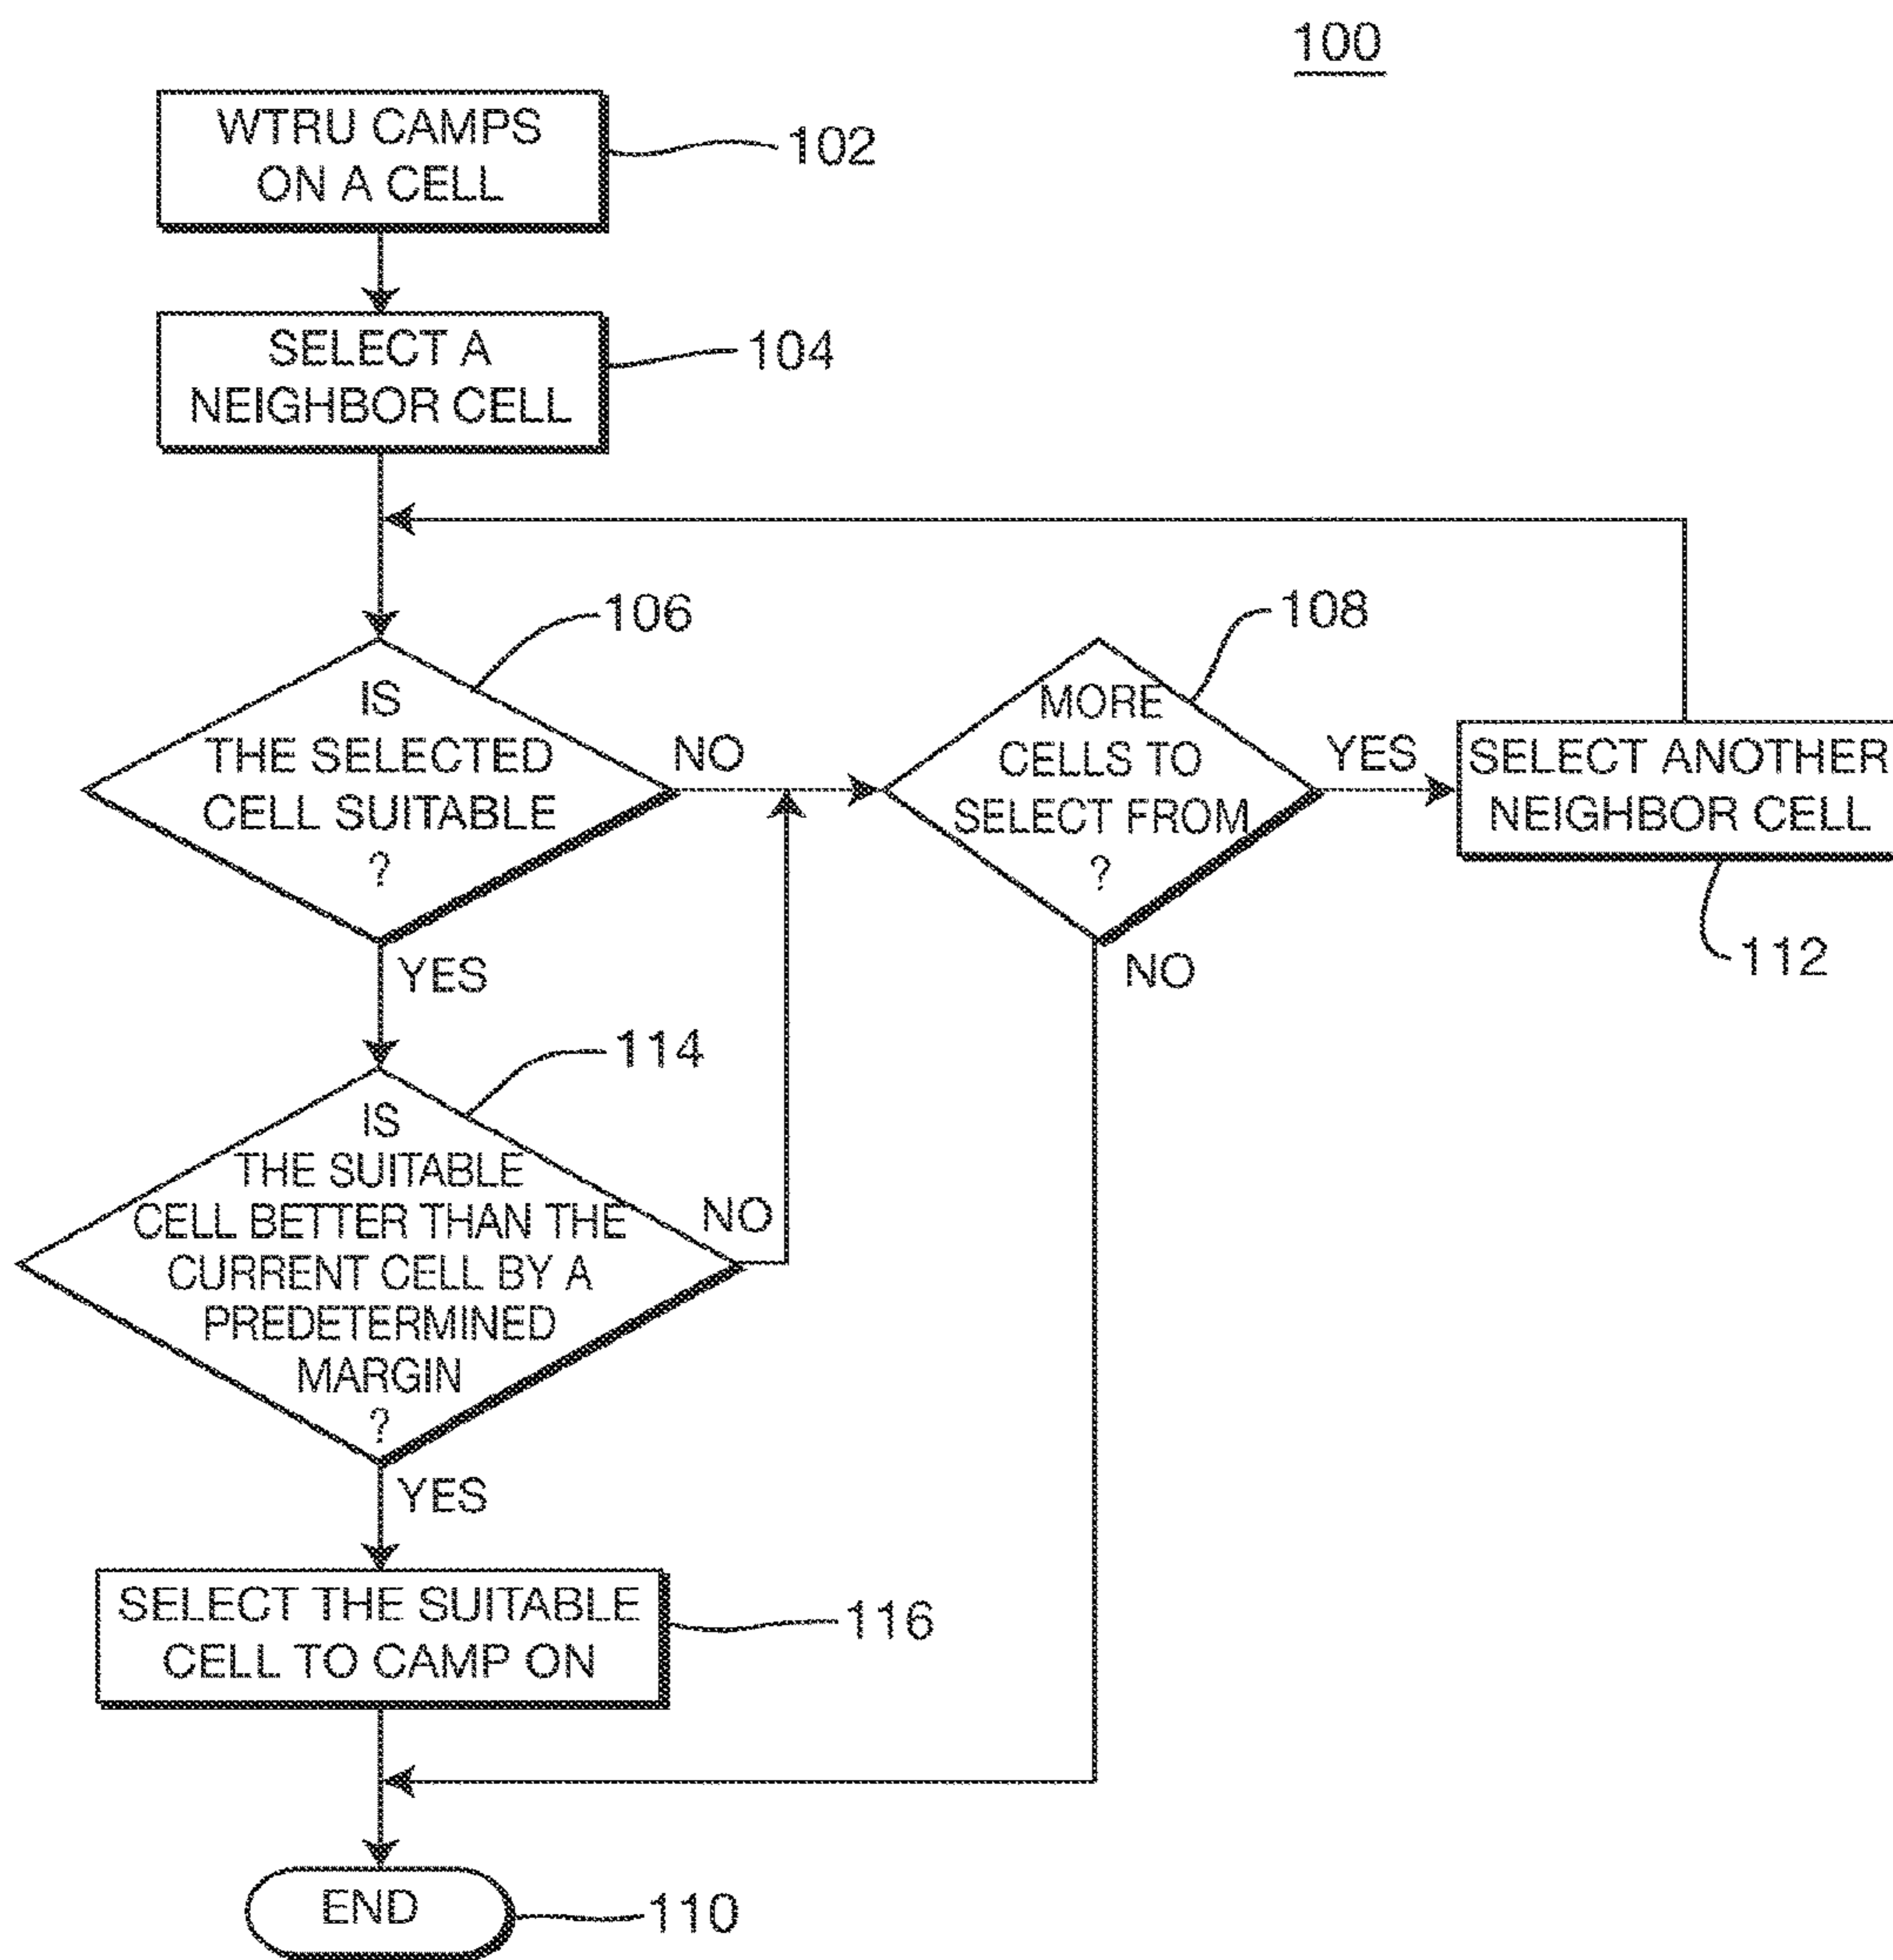 100
WTRU CAMPS
ON A CELL
102
SELECT A
NEIGHBOR CELL
104
IS
THE SELECTED
CELL SUITABLE
?
106
NO
YES
MORE
CELLS TO
SELECT FROM
?
108
YES
NO
SELECT ANOTHER
NEIGHBOR CELL
112
IS
THE SUITABLE
CELL BETTER THAN THE
CURRENT CELL BY A
PREDETERMINED
MARGIN
?
114
NO
YES
SELECT THE SUITABLE
CELL TO CAMP ON
116
END
110